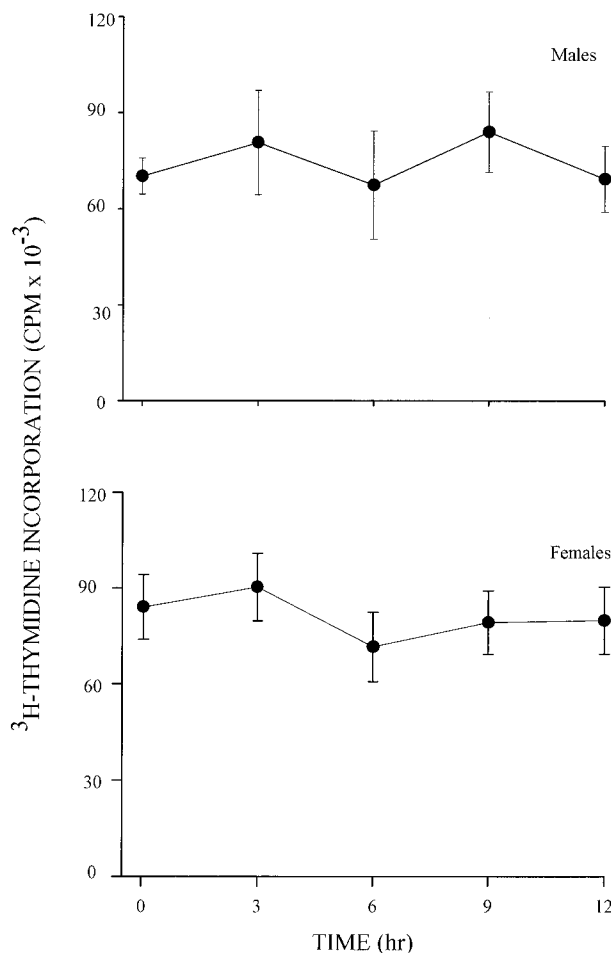 120
90
60
30
0
Males
³H-THYMIDINE INCORPORATION (CPM x 10⁻³)
120
90
60
30
0
Females
0 3 6 9 12
TIME (hr)